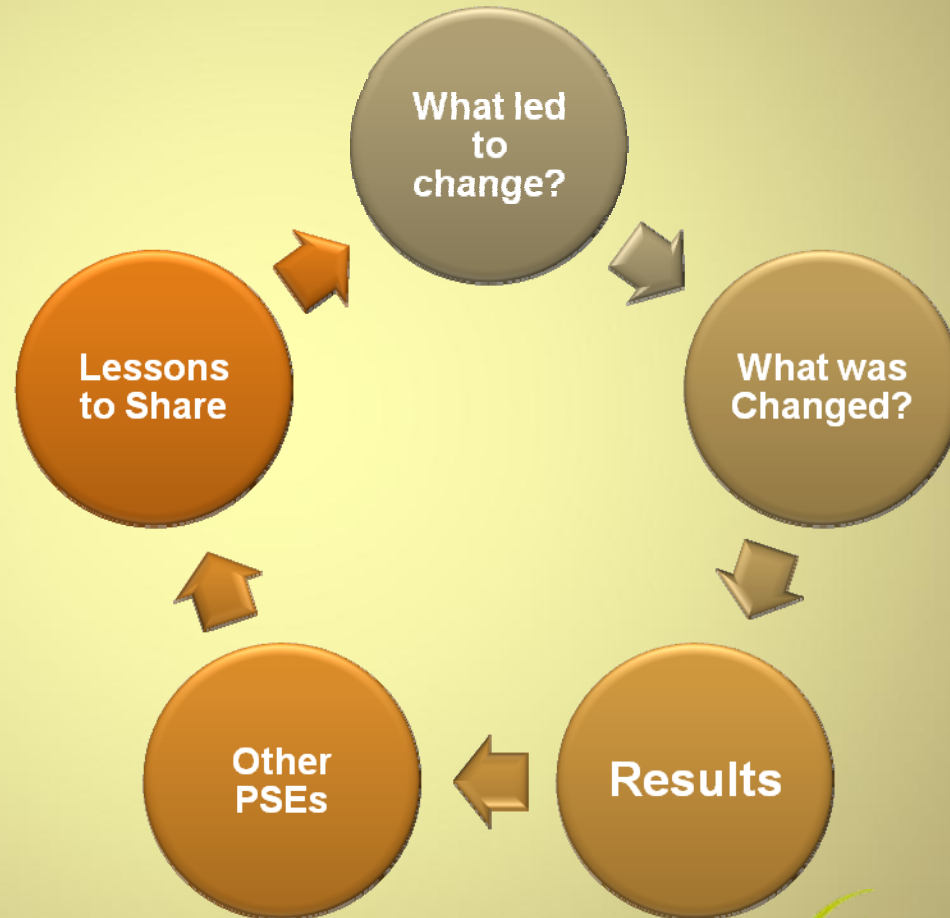 What led
to
change?
What was
Changed?
Results
Other
PSEs
Lessons
to Share